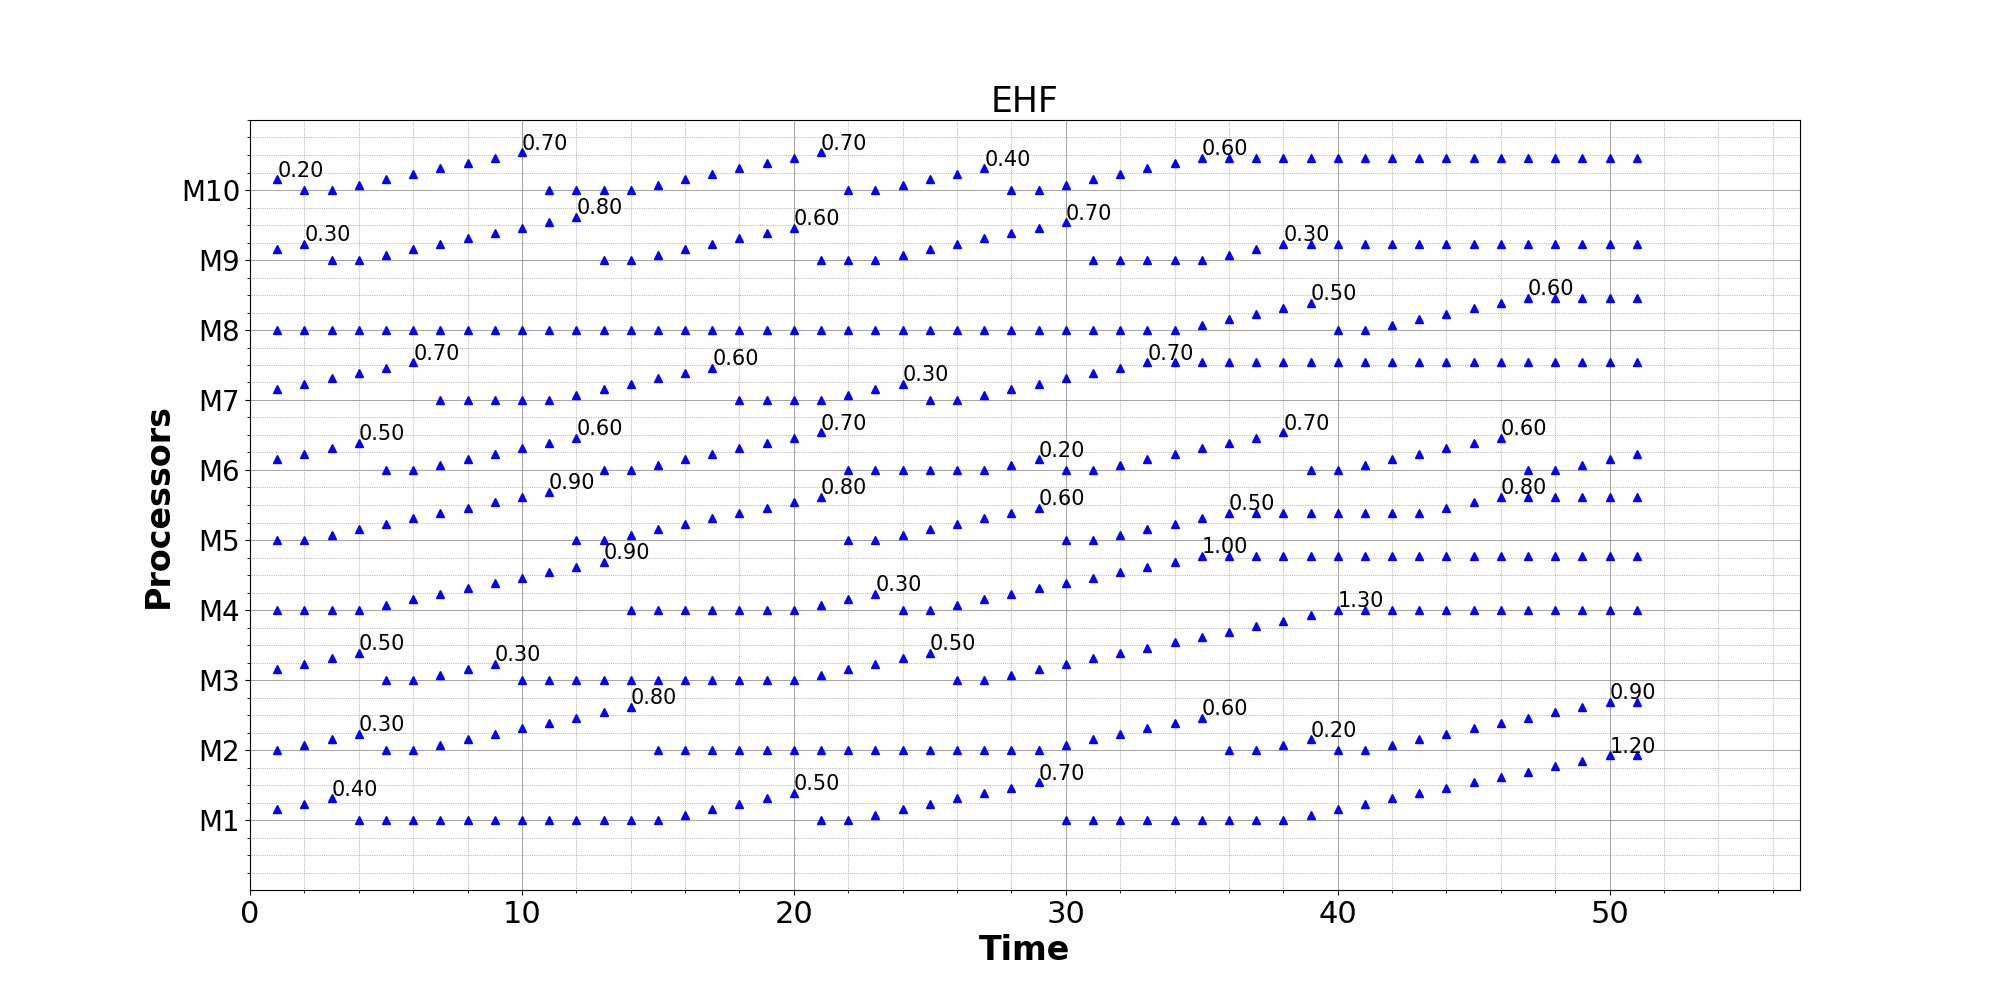 EHF
0.20 0.70 0.70 0.40 0.60
M10
0.30 0.80 0.60 0.70 0.30
M9
0.50 0.60
M8
0.70 0.60 0.30 0.70
M7
0.50 0.60 0.70 0.20 0.70 0.60
M6
0.90 0.80 0.60 0.50 0.80
M5
0.90 0.30 1.00
M4
0.50 0.30 0.50 1.30
M3
0.30 0.80 0.60 0.20 0.90
M2
0.40 0.50 0.70 1.20
M1
Processors
0 10 20 30 40 50
Time